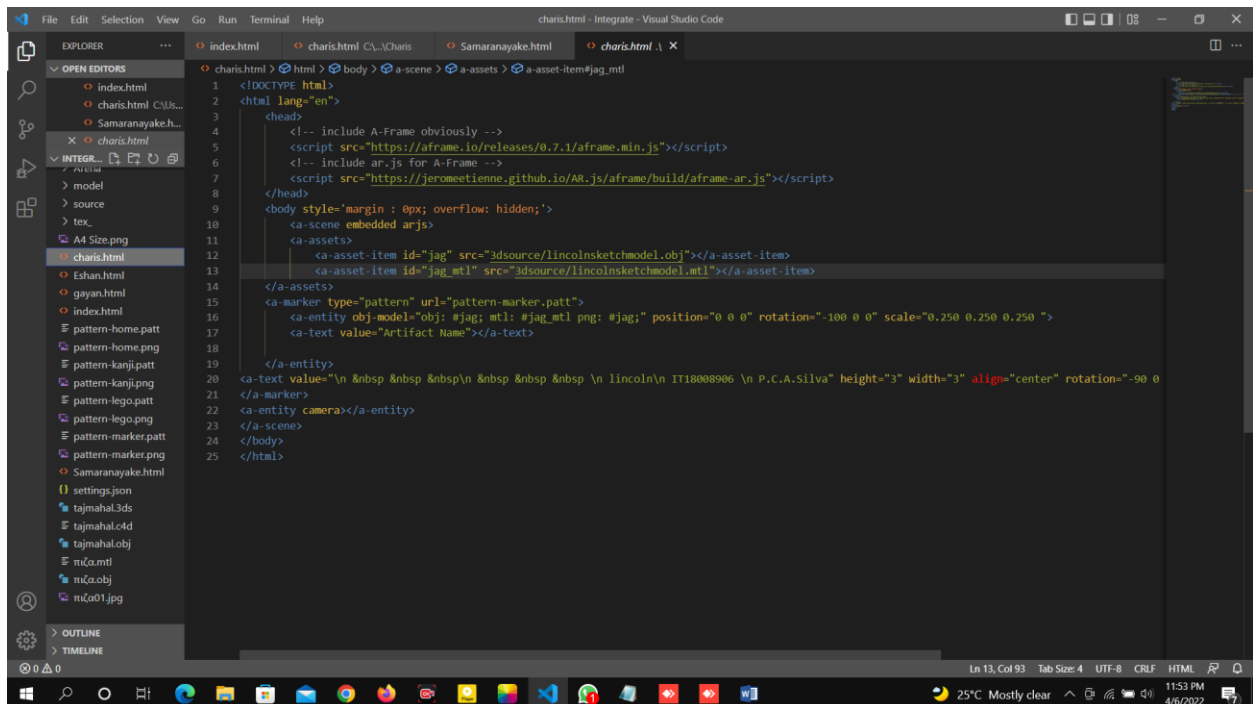 File Edit Selection View Go Run Terminal Help
charis.html - Integrate - Visual Studio Code
EXPLORER
index.html
charis.html C:\...\Charis
Samaranayake.html
charis.html .\
OPEN EDITORS
index.html
charis.html C:\Us...
Samaranayake.h...
charis.html
INTEGR...
Arena
model
source
tex_
A4 Size.png
charis.html
Eshan.html
gayan.html
index.html
pattern-home.patt
pattern-home.png
pattern-kanji.patt
pattern-kanji.png
pattern-lego.patt
pattern-lego.png
pattern-marker.patt
pattern-marker.png
Samaranayake.html
settings.json
tajmahal.3ds
tajmahal.c4d
tajmahal.obj
πιζα.mtl
πιζα.obj
πιζα01.jpg
OUTLINE
TIMELINE
charis.html > html > body > a-scene > a-assets > a-asset-item#jag_mtl
1 <!DOCTYPE html>
2 <html lang="en">
3 <head>
4 <!-- include A-Frame obviously -->
5 <script src="https://aframe.io/releases/0.7.1/aframe.min.js"></script>
6 <!-- include ar.js for A-Frame -->
7 <script src="https://jeromeetienne.github.io/AR.js/aframe/build/aframe-ar.js"></script>
8 </head>
9 <body style='margin : 0px; overflow: hidden;'>
10 <a-scene embedded arjs>
11 <a-assets>
12 <a-asset-item id="jag" src="3dsource/lincolnsketchmodel.obj"></a-asset-item>
13 <a-asset-item id="jag_mtl" src="3dsource/lincolnsketchmodel.mtl"></a-asset-item>
14 </a-assets>
15 <a-marker type="pattern" url="pattern-marker.patt">
16 <a-entity obj-model="obj: #jag; mtl: #jag_mtl png: #jag;" position="0 0 0" rotation="-100 0 0" scale="0.250 0.250 0.250 ">
17 <a-text value="Artifact Name"></a-text>
18
19 </a-entity>
20 <a-text value="\n &nbsp &nbsp &nbsp\n &nbsp &nbsp &nbsp \n lincoln\n IT18008906 \n P.C.A.Silva" height="3" width="3" align="center" rotation="-90 0
21 </a-marker>
22 <a-entity camera></a-entity>
23 </a-scene>
24 </body>
25 </html>
0 0
Ln 13, Col 93 Tab Size: 4 UTF-8 CRLF HTML
25°C Mostly clear
11:53 PM
4/6/2022